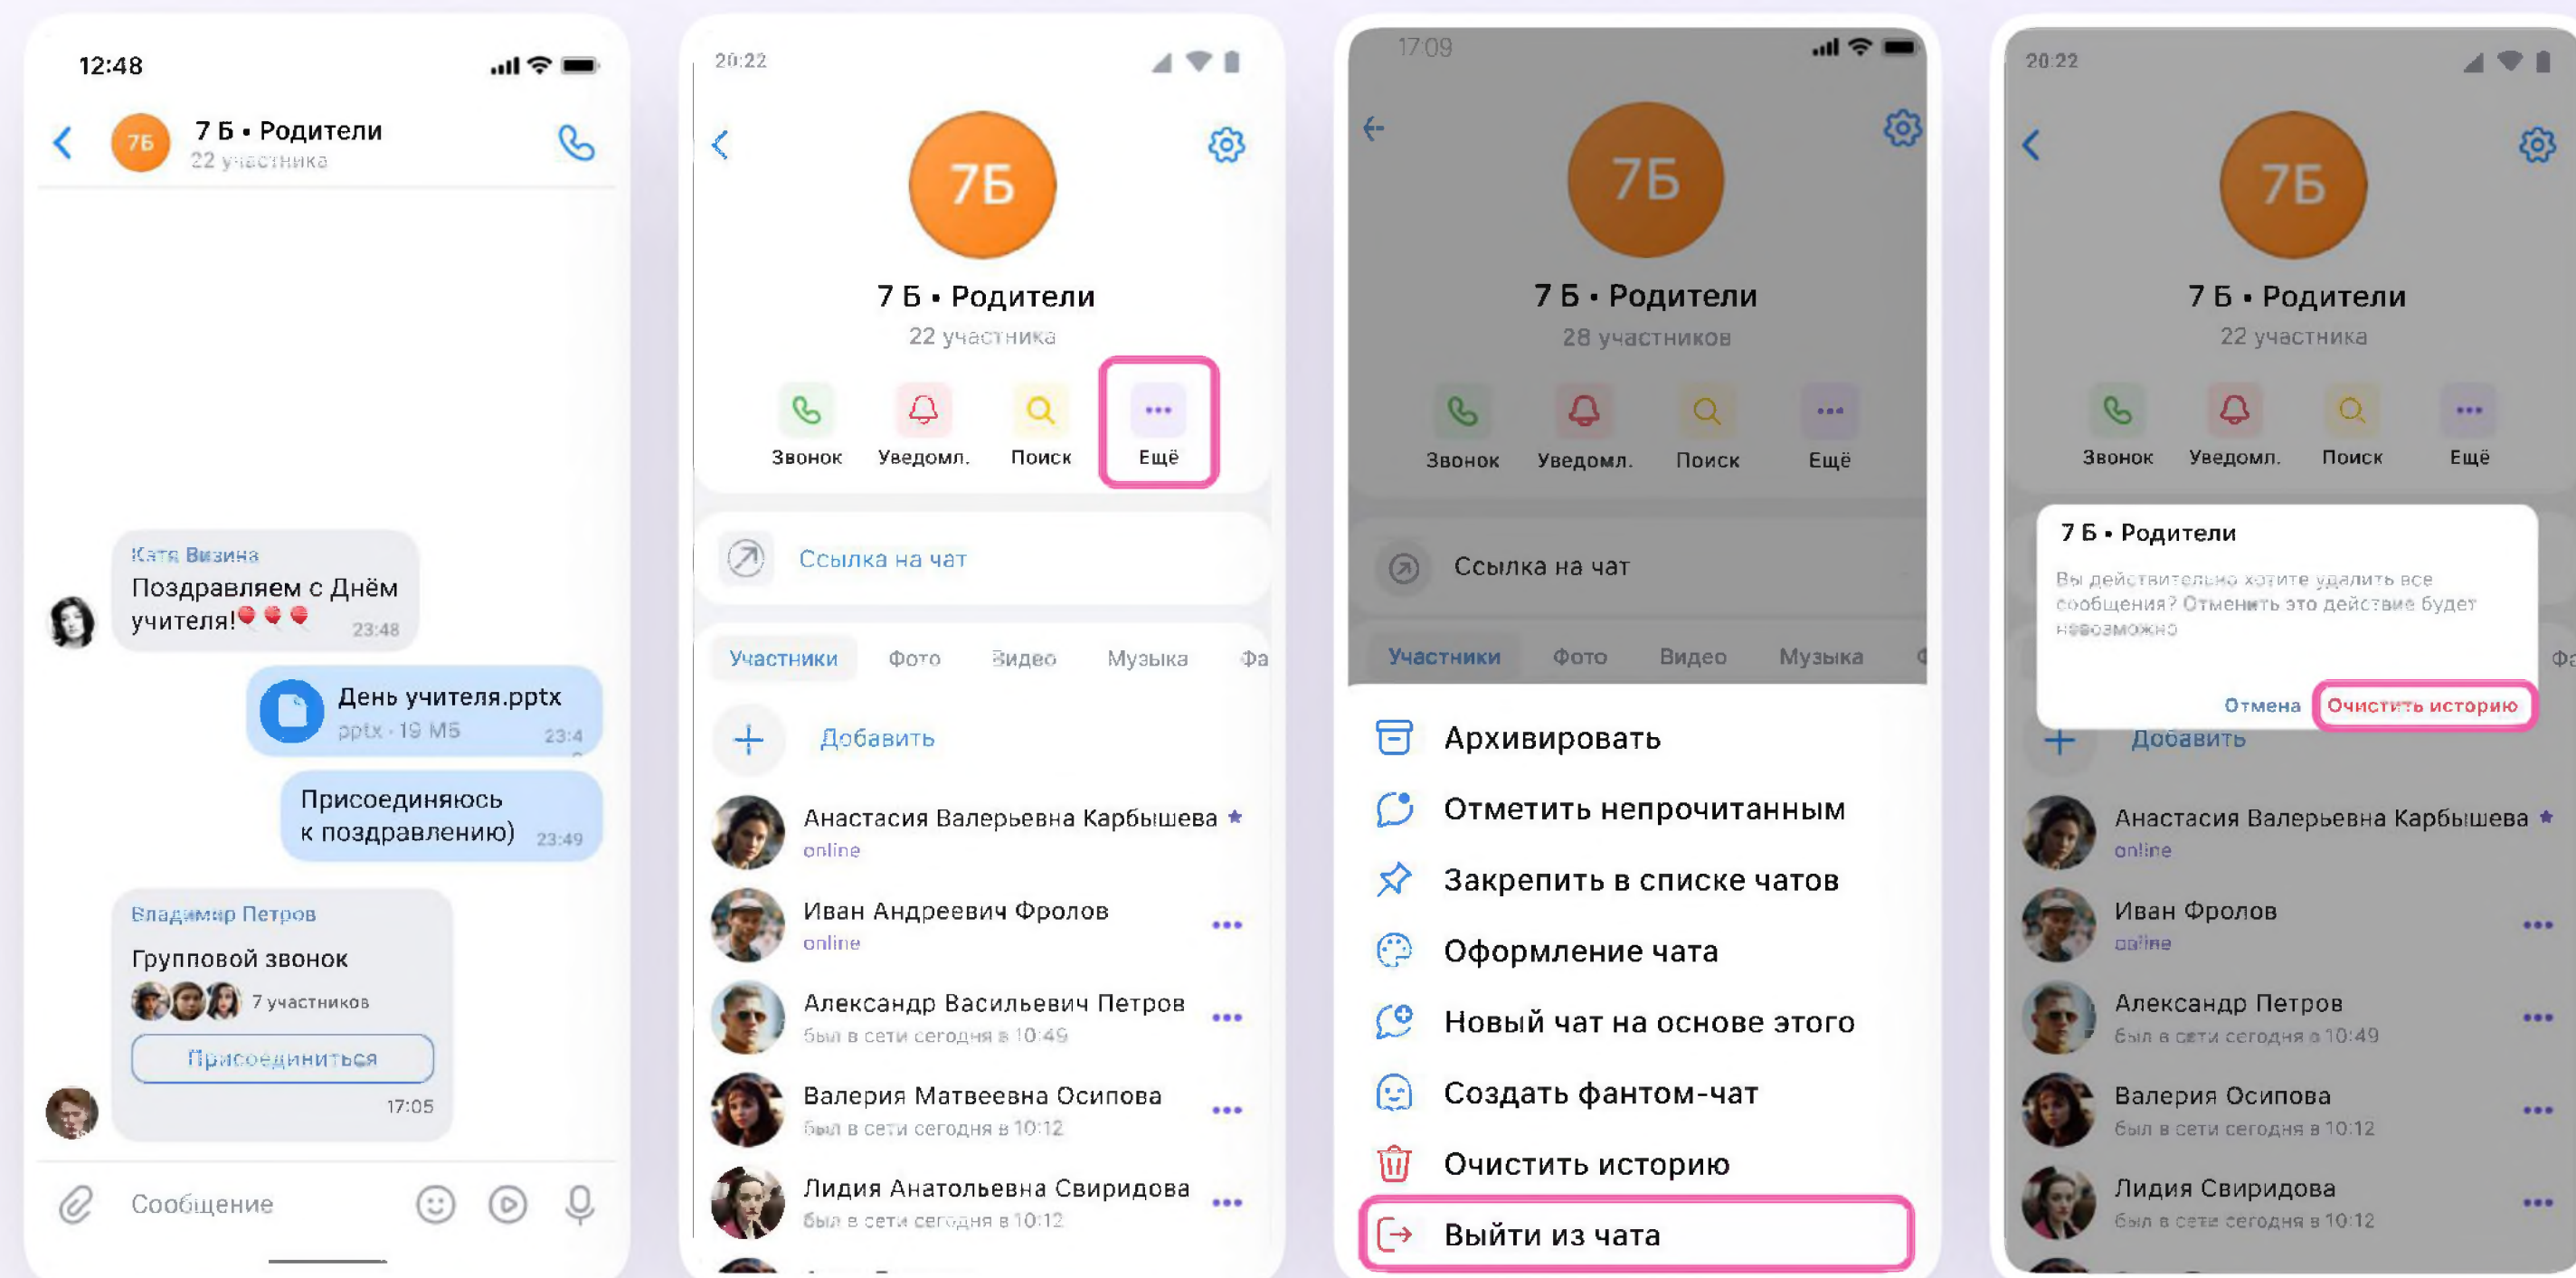 12:48
7Б
7 Б • Родители
22 участника
Катя Визина
Поздравляем с Днём
учителя!
23:48
День учителя.pptx
pptx · 19 МБ
23:4
Присоединяюсь
к поздравлению)
23:49
Владимир Петров
Групповой звонок
7 участников
Присоединиться
17:05
Сообщение
20:22
7Б
7 Б • Родители
22 участника
Звонок Уведомл. Поиск Ещё
Ссылка на чат
Участники Фото Видео Музыка Фа
Добавить
Анастасия Валерьевна Карбышева
online
Иван Андреевич Фролов
online
Александр Васильевич Петров
был в сети сегодня в 10:49
Валерия Матвеевна Осипова
был в сети сегодня в 10:12
Лидия Анатольевна Свиридова
был в сети сегодня в 10:12
17:09
7Б
7 Б • Родители
28 участников
Звонок Уведомл. Поиск Ещё
Ссылка на чат
Участники Фото Видео Музыка
Архивировать
Отметить непрочитанным
Закрепить в списке чатов
Оформление чата
Новый чат на основе этого
Создать фантом-чат
Очистить историю
Выйти из чата
20:22
7Б
7 Б • Родители
22 участника
Звонок Уведомл. Поиск Ещё
7 Б • Родители
Вы действительно хотите удалить все
сообщения? Отменить это действие будет
невозможно
Отмена Очистить историю
Фа
Добавить
Анастасия Валерьевна Карбышева
online
Иван Фролов
online
Александр Петров
был в сети сегодня в 10:49
Валерия Осипова
был в сети сегодня в 10:12
Лидия Свиридова
был в сети сегодня в 10:12